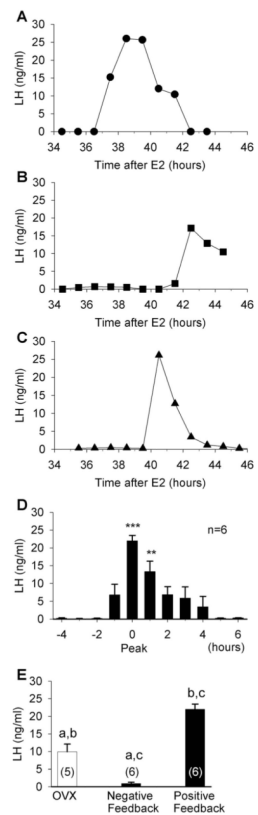 A
30
25
20
15
10
5
0
LH (ng/ml)
34 36 38 40 42 44 46
Time after E2 (hours)
B
30
25
20
15
10
5
0
LH (ng/ml)
34 36 38 40 42 44 46
Time after E2 (hours)
C
30
25
20
15
10
5
0
LH (ng/ml)
34 36 38 40 42 44 46
Time after E2 (hours)
D
30
25
20
15
10
5
0
LH (ng/ml)
***
**
n=6
-4 -2 0 2 4 6
Peak (hours)
E
30
25
20
15
10
5
0
LH (ng/ml)
a,b
a,c
b,c
(5) (6) (6)
OVX Negative Positive
Feedback Feedback